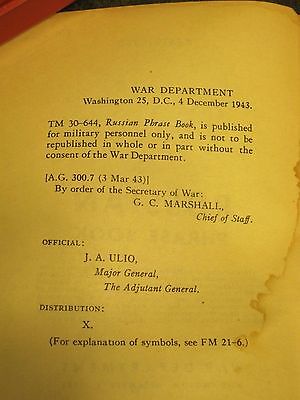 WAR DEPARTMENT
Washington 25, D.C., 4 December 1943.
TM 30-644, Russian Phrase Book, is published
for military personnel only, and is not to be
republished in whole or in part without the
consent of the War Department.
[A.G. 300.7 (3 Mar 43)]
By order of the Secretary of War:
G. C. MARSHALL,
Chief of Staff.
OFFICIAL:
J. A. ULIO,
Major General,
The Adjutant General.
DISTRIBUTION:
X.
(For explanation of symbols, see FM 21-6.)